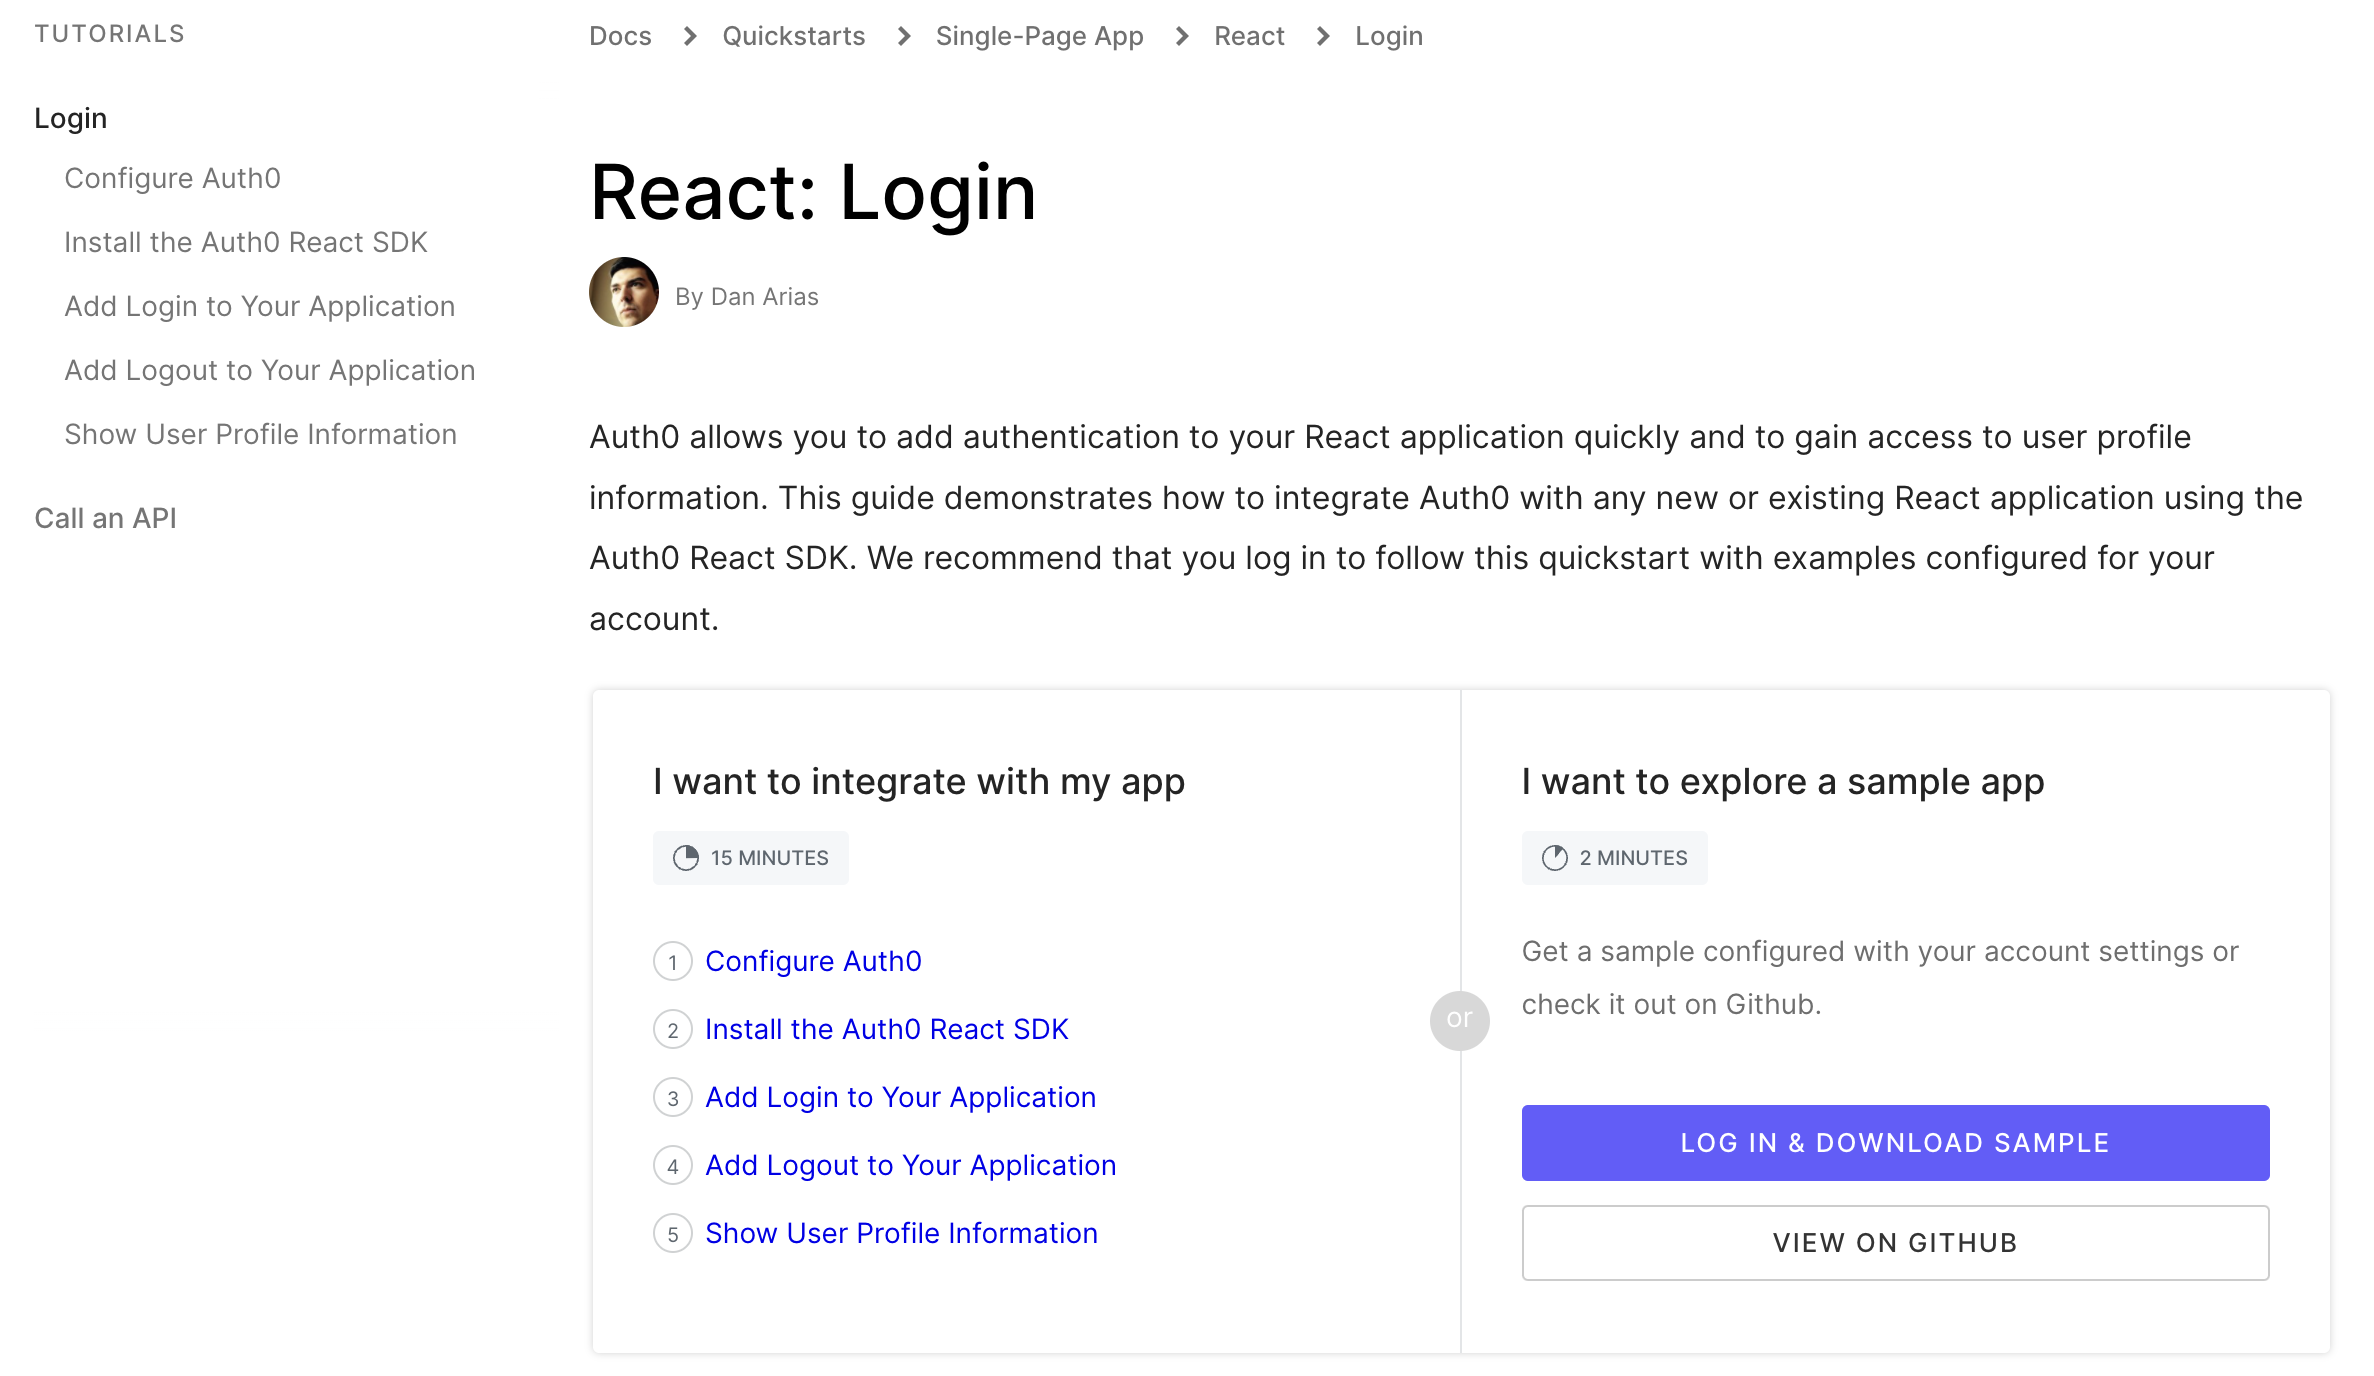 TUTORIALS
Login
Configure Auth0
Install the Auth0 React SDK
Add Login to Your Application
Add Logout to Your Application
Show User Profile Information
Call an API
Docs > Quickstarts > Single-Page App > React > Login
React: Login
By Dan Arias
Auth0 allows you to add authentication to your React application quickly and to gain access to user profile
information. This guide demonstrates how to integrate Auth0 with any new or existing React application using the
Auth0 React SDK. We recommend that you log in to follow this quickstart with examples configured for your
account.
I want to integrate with my app
15 MINUTES
1 Configure Auth0
2 Install the Auth0 React SDK
3 Add Login to Your Application
4 Add Logout to Your Application
5 Show User Profile Information
or
I want to explore a sample app
2 MINUTES
Get a sample configured with your account settings or
check it out on Github.
LOG IN & DOWNLOAD SAMPLE
VIEW ON GITHUB